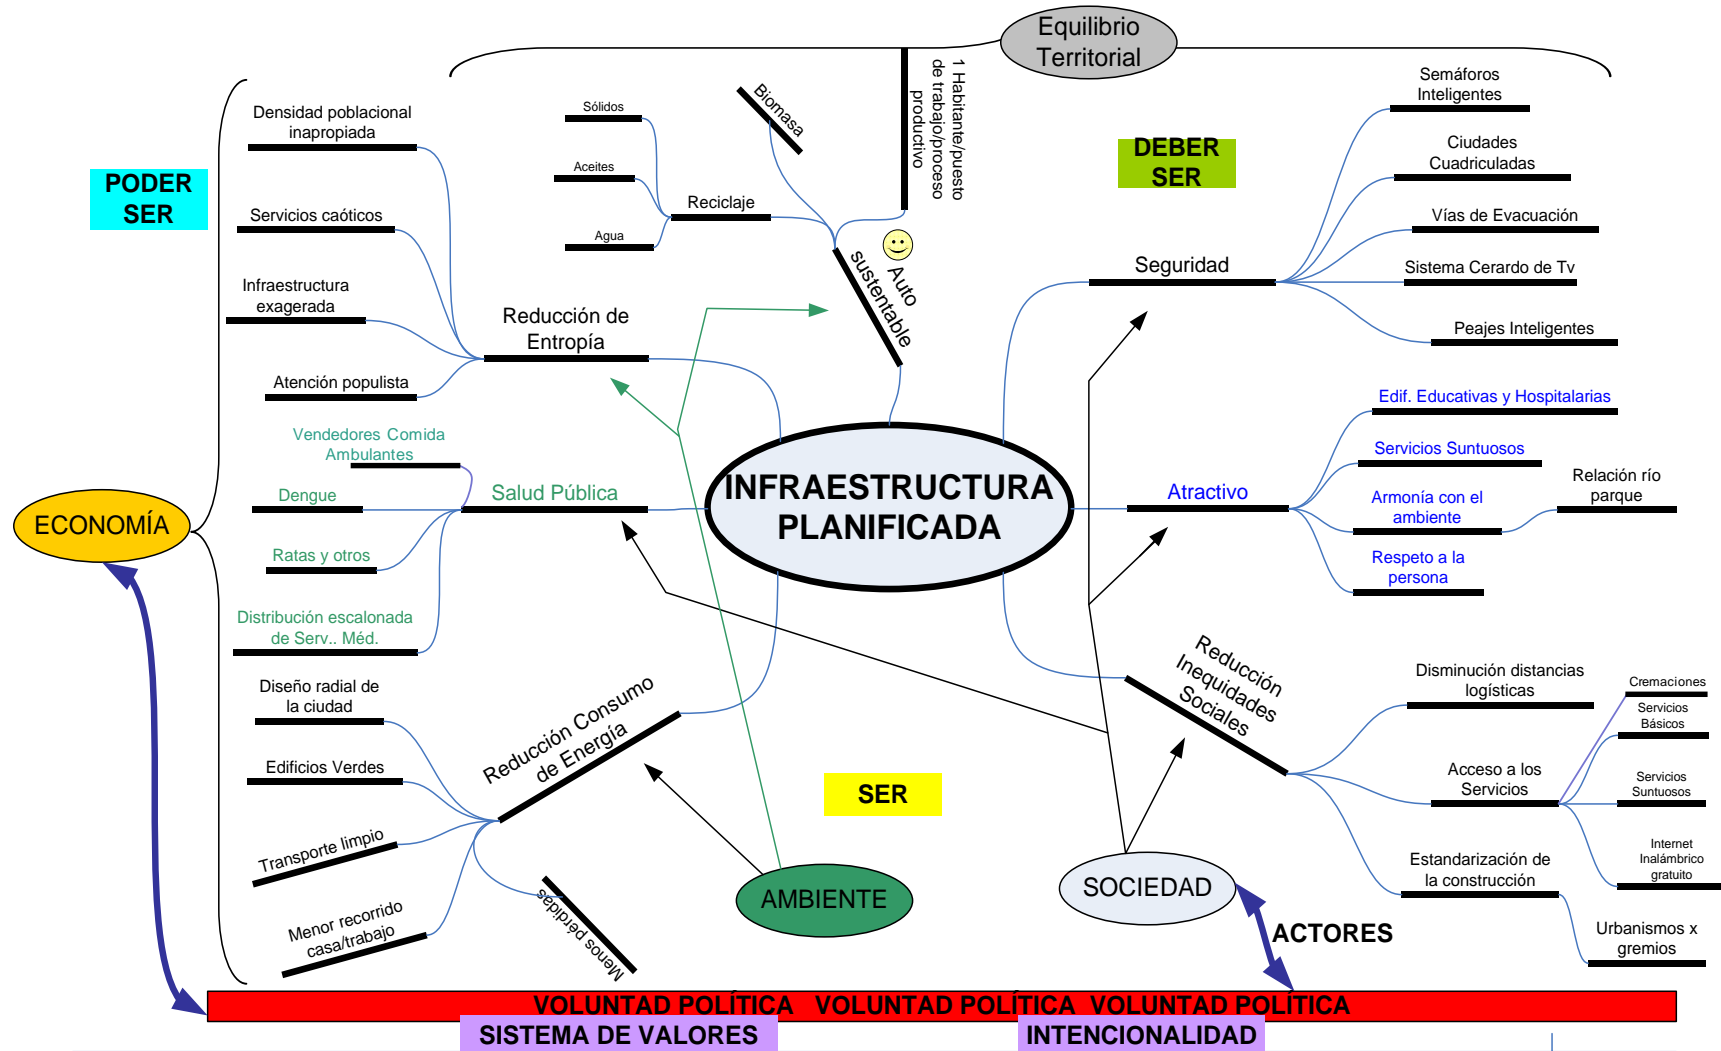 Equilibrio
Territorial
PODER
SER
DEBER
SER
SER
Densidad poblacional
inapropiada
Servicios caóticos
Infraestructura
exagerada
Atención populista
Reducción de
Entropía
Sólidos
Aceites
Agua
Reciclaje
Biomasa
1 Habitante/puesto
de trabajo/proceso
productivo
Auto
sustentable
Semáforos
Inteligentes
Ciudades
Cuadriculadas
Vías de Evacuación
Sistema Cerardo de Tv
Peajes Inteligentes
Seguridad
Vendedores Comida
Ambulantes
Dengue
Ratas y otros
Distribución escalonada
de Serv.. Méd.
Salud Pública
INFRAESTRUCTURA
PLANIFICADA
Atractivo
Edif. Educativas y Hospitalarias
Servicios Suntuosos
Armonía con el
ambiente
Relación río
parque
Respeto a la
persona
ECONOMÍA
Diseño radial de
la ciudad
Edificios Verdes
Transporte limpio
Menor recorrido
casa/trabajo
Menos pérdidas
Reducción Consumo
de Energía
Reducción
Inequidades
Sociales
Disminución distancias
logísticas
Acceso a los
Servicios
Cremaciones
Servicios
Básicos
Servicios
Suntuosos
Internet
Inalámbrico
gratuito
Estandarización de
la construcción
Urbanismos x
gremios
AMBIENTE
SOCIEDAD
ACTORES
VOLUNTAD POLÍTICA VOLUNTAD POLÍTICA VOLUNTAD POLÍTICA
SISTEMA DE VALORES
INTENCIONALIDAD